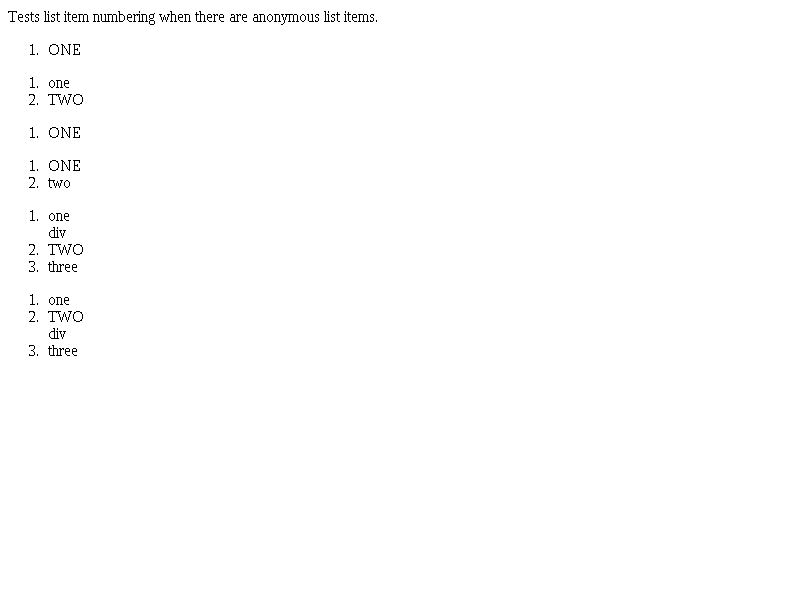 Tests list item numbering when there are anonymous list items.
1. ONE
1. one
2. TWO
1. ONE
1. ONE
2. two
1. one
div
2. TWO
3. three
1. one
2. TWO
div
3. three